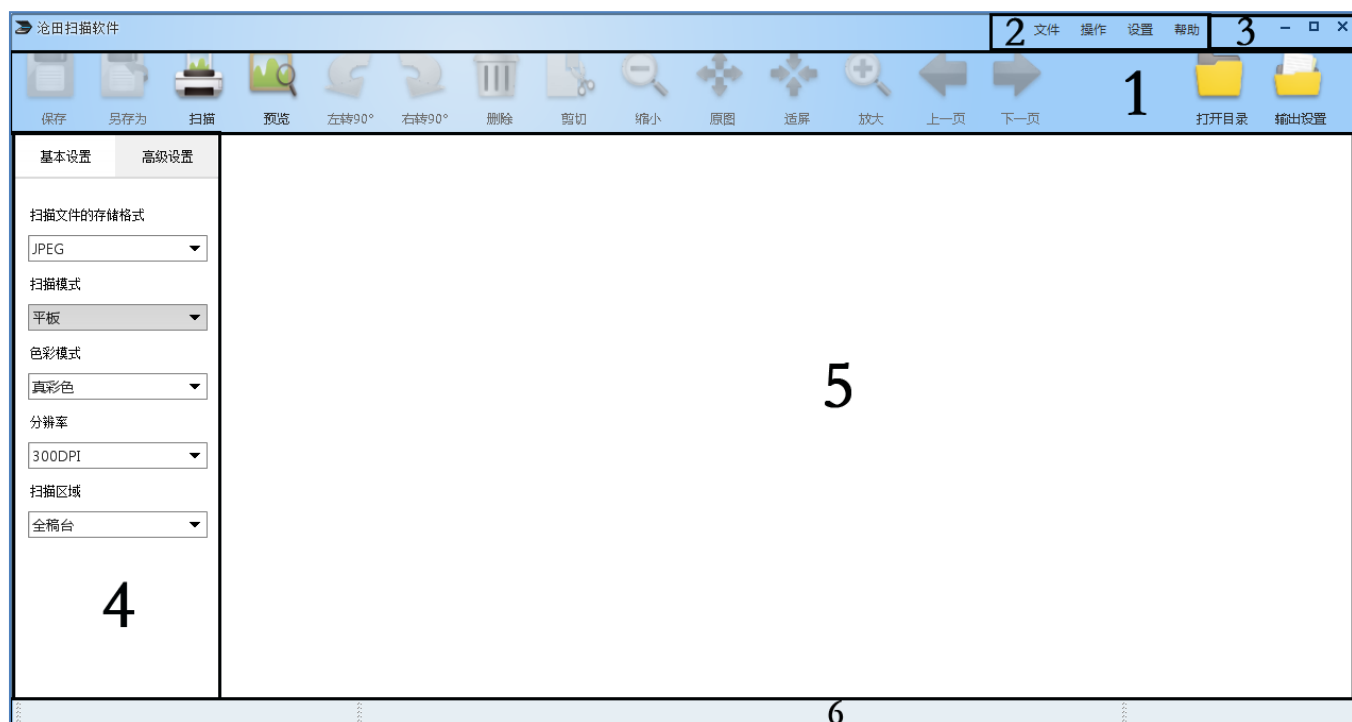 沧田扫描软件
2 文件 操作 设置 帮助 3
保存 另存为 扫描 预览 左转90° 右转90° 删除 剪切 缩小 原图 适屏 放大 上一页 下一页 1 打开目录 输出设置
基本设置 高级设置
扫描文件的存储格式
JPEG
扫描模式
平板
色彩模式
真彩色
分辨率
300DPI
扫描区域
全稿台
4
5
6